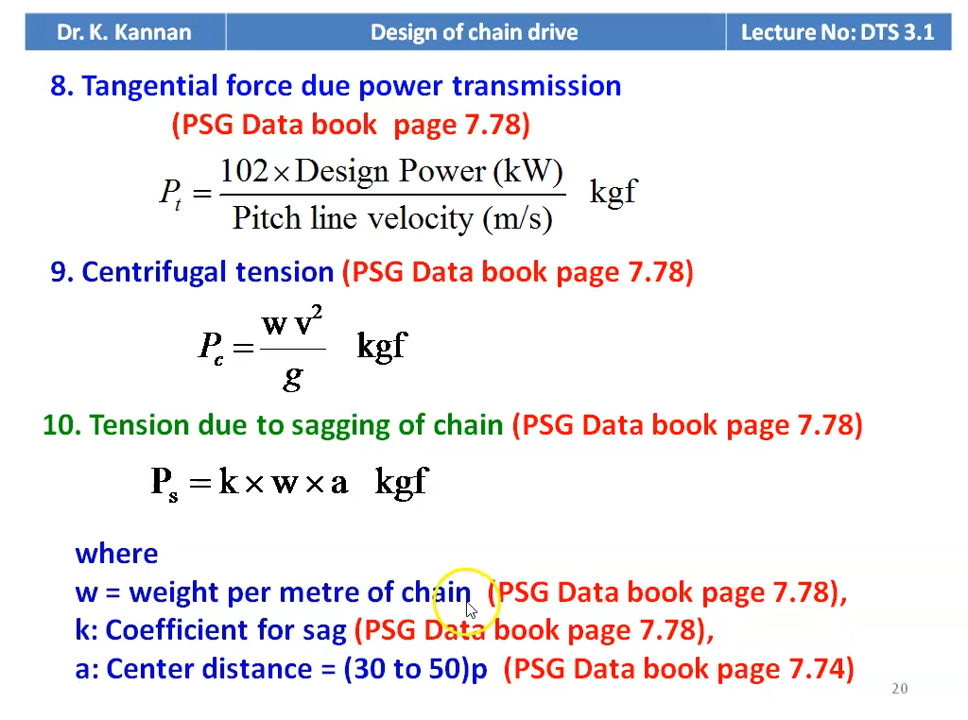 Dr. K. Kannan Design of chain drive Lecture No: DTS 3.1
8. Tangential force due power transmission
(PSG Data book page 7.78)
P_t = (102 × Design Power (kW)) / (Pitch line velocity (m/s)) kgf
9. Centrifugal tension (PSG Data book page 7.78)
P_c = (w v²) / g kgf
10. Tension due to sagging of chain (PSG Data book page 7.78)
P_s = k × w × a kgf
where
w = weight per metre of chain (PSG Data book page 7.78),
k: Coefficient for sag (PSG Data book page 7.78),
a: Center distance = (30 to 50)p (PSG Data book page 7.74)
20